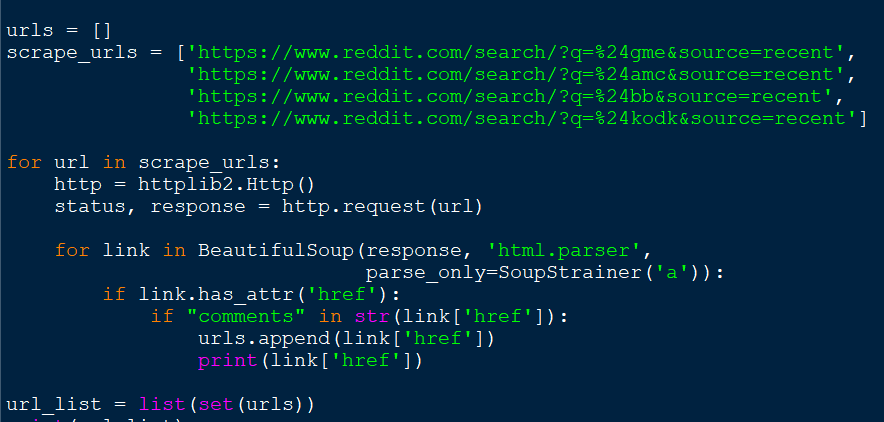 urls = []
scrape_urls = ['https://www.reddit.com/search/?q=%24gme&source=recent',
               'https://www.reddit.com/search/?q=%24amc&source=recent',
               'https://www.reddit.com/search/?q=%24bb&source=recent',
               'https://www.reddit.com/search/?q=%24kodk&source=recent']
for url in scrape_urls:
    http = httplib2.Http()
    status, response = http.request(url)
    for link in BeautifulSoup(response, 'html.parser',
                              parse_only=SoupStrainer('a')):
        if link.has_attr('href'):
            if "comments" in str(link['href']):
                urls.append(link['href'])
                print(link['href'])
url_list = list(set(urls))